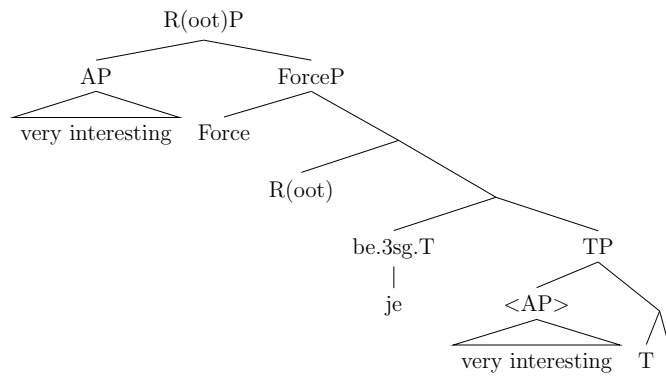 R(oot)P
AP ForceP
very interesting Force
R(oot)
be.3sg.T TP
je <AP>
very interesting T